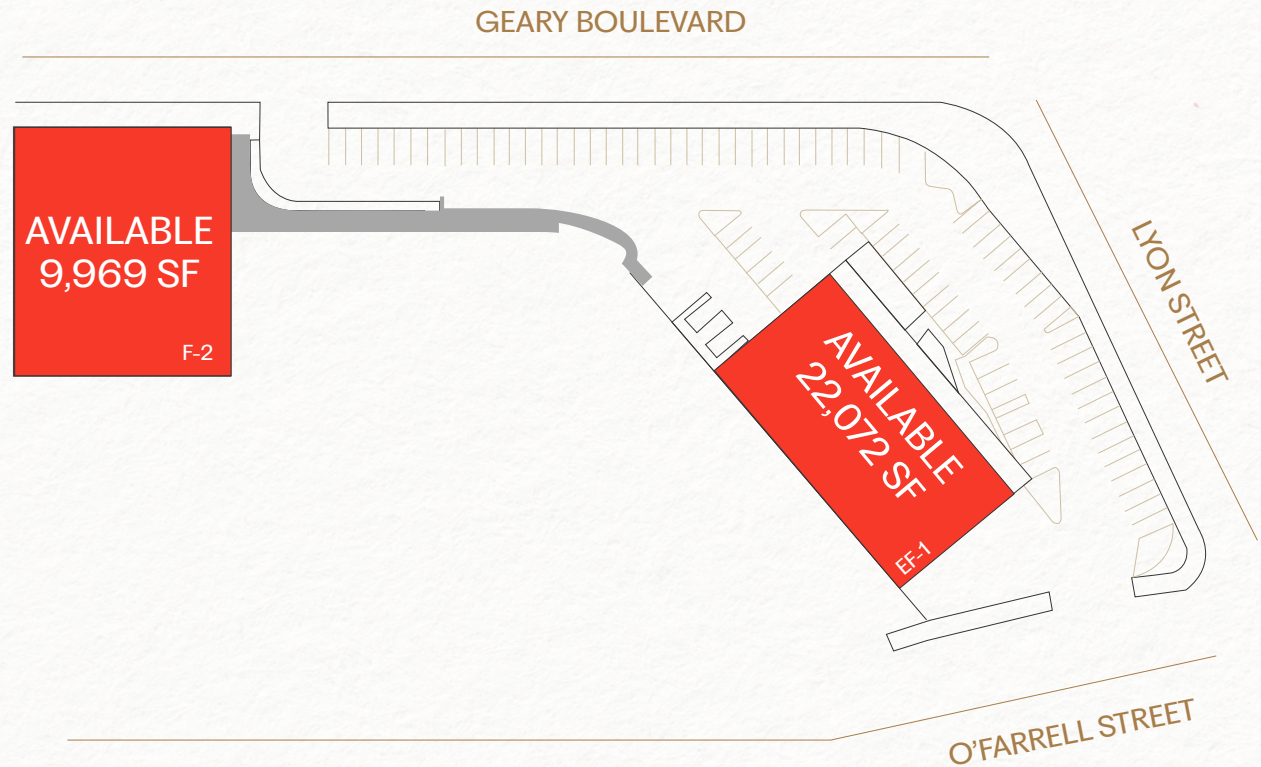 GEARY BOULEVARD
AVAILABLE
9,969 SF
F-2
LYON STREET
AVAILABLE
22,072 SF
EF-1
O'FARRELL STREET